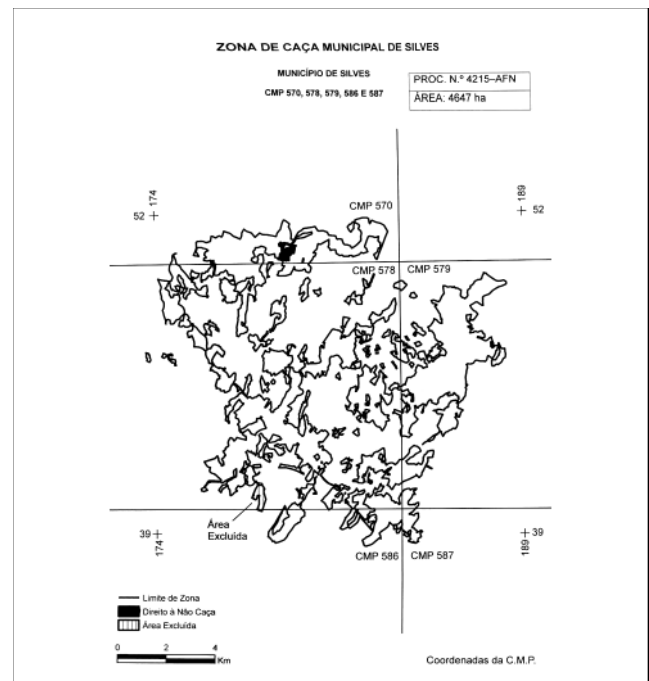 ZONA DE CAÇA MUNICIPAL DE SILVES
MUNICÍPIO DE SILVES
CMP 570, 578, 579, 586 E 587
PROC. N.º 4215–AFN
ÁREA: 4647 ha
174
52
189
52
CMP 570
CMP 578
CMP 579
Área
Excluída
39
174
39
189
CMP 586
CMP 587
Limite de Zona
Direito à Não Caça
Área Excluída
0 2 4
Km
Coordenadas da C.M.P.